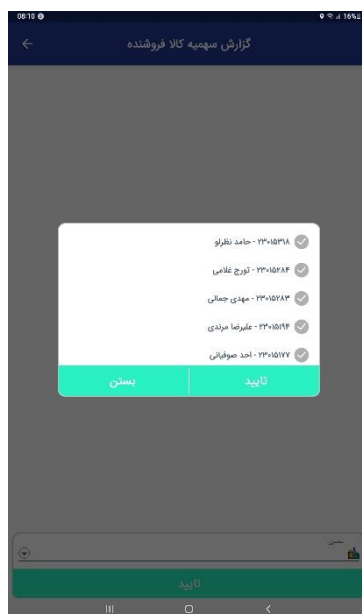 08:10
16%
گزارش سهمیه کالا فروشنده
۲۳۰۱۵۳۱۸ - حامد نظرلو
۲۳۰۱۵۲۸۴ - تورج غلامی
۲۳۰۱۵۲۸۳ - مهدی جمالی
۲۳۰۱۵۱۹۴ - علیرضا مرندی
۲۳۰۱۵۱۷۷ - احد صوفیانی
تایید
بستن
تایید